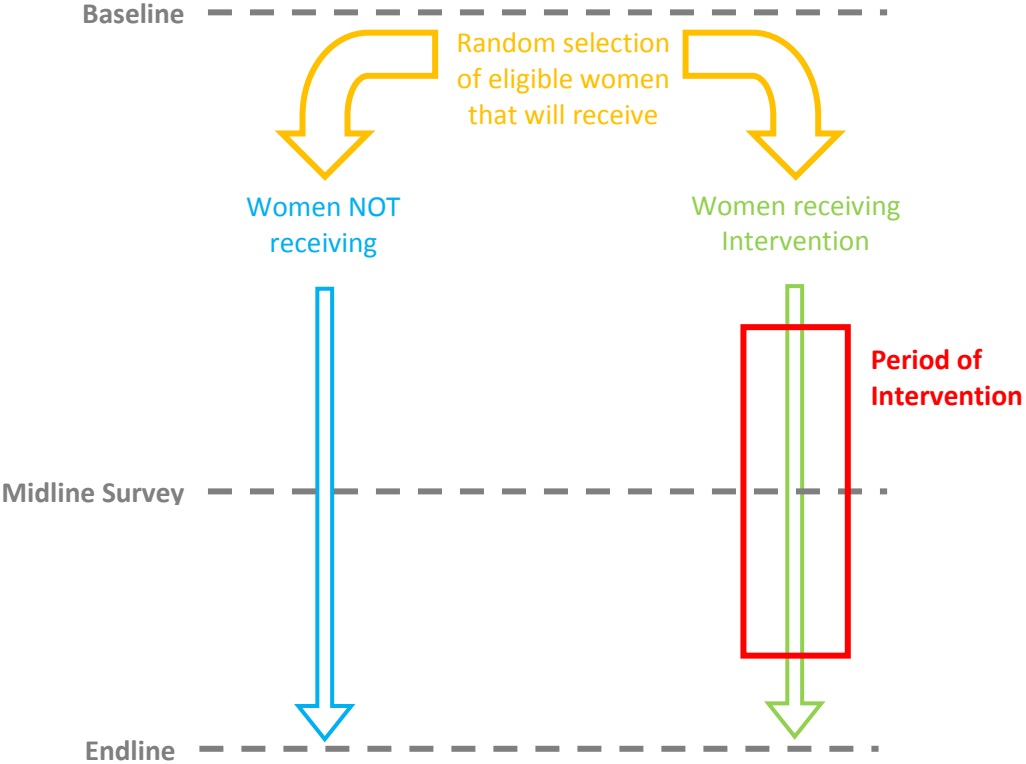 Baseline
Random selection
of eligible women
that will receive
Women NOT
receiving
Women receiving
Intervention
Period of
Intervention
Midline Survey
Endline